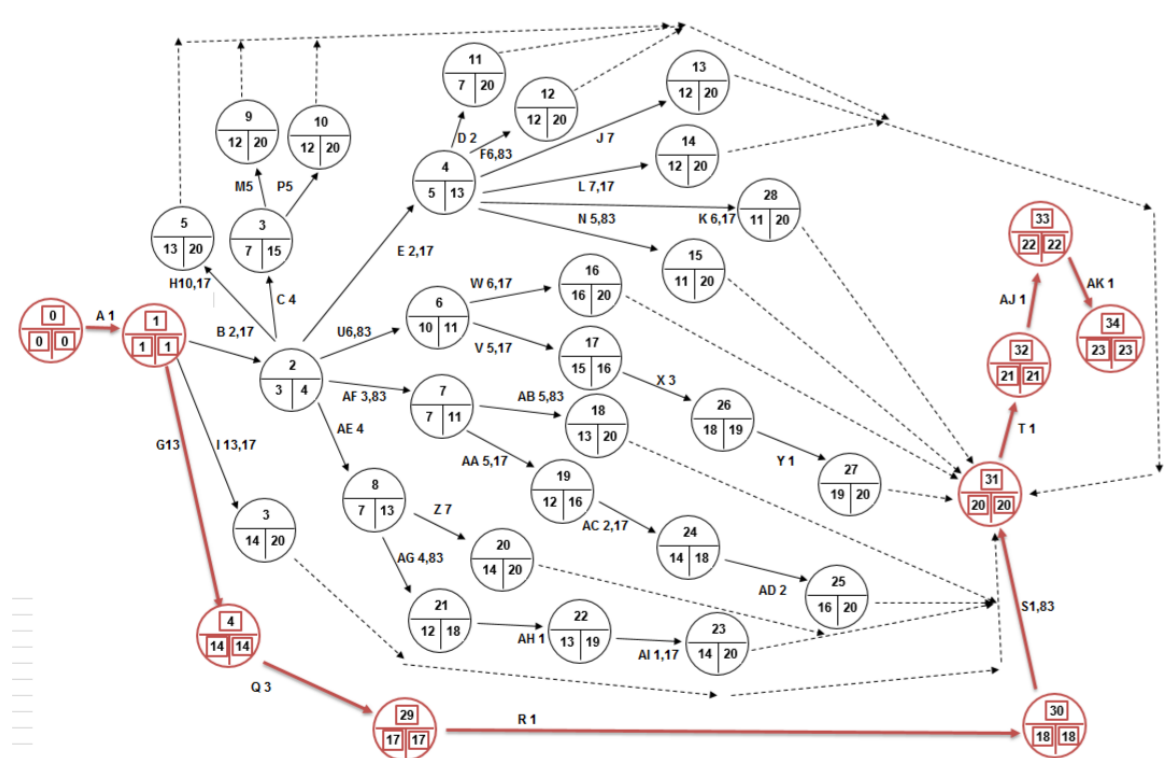 11
7 20
12
12 20
13
12 20
9
12 20
10
12 20
D 2
F6,83
J 7
14
12 20
4
5 13
M5 P5
L 7,17
28
11 20
5
13 20
3
7 15
N 5,83
K 6,17
33
22 22
E 2,17
15
11 20
H10,17
C 4
W 6,17
16
16 20
AJ 1
AK 1
0
0 0
A 1
1
1 1
B 2,17
6
10 11
U6,83
V 5,17
17
15 16
34
23 23
2
3 4
32
21 21
AF 3,83
7
7 11
AB 5,83
X 3
18
13 20
26
18 19
T 1
G13
I 13,17
AE 4
AA 5,17
Y 1
27
19 20
31
20 20
8
7 13
19
12 16
3
14 20
Z 7
AC 2,17
20
14 20
24
14 18
AG 4,83
AD 2
25
16 20
4
14 14
21
12 18
AH 1
22
13 19
AI 1,17
23
14 20
S1,83
Q 3
29
17 17
R 1
30
18 18